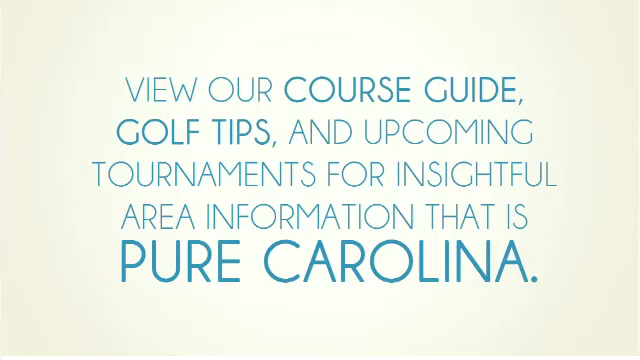 VIEW OUR COURSE GUIDE,
GOLF TIPS, AND UPCOMING
TOURNAMENTS FOR INSIGHTFUL
AREA INFORMATION THAT IS
PURE CAROLINA.